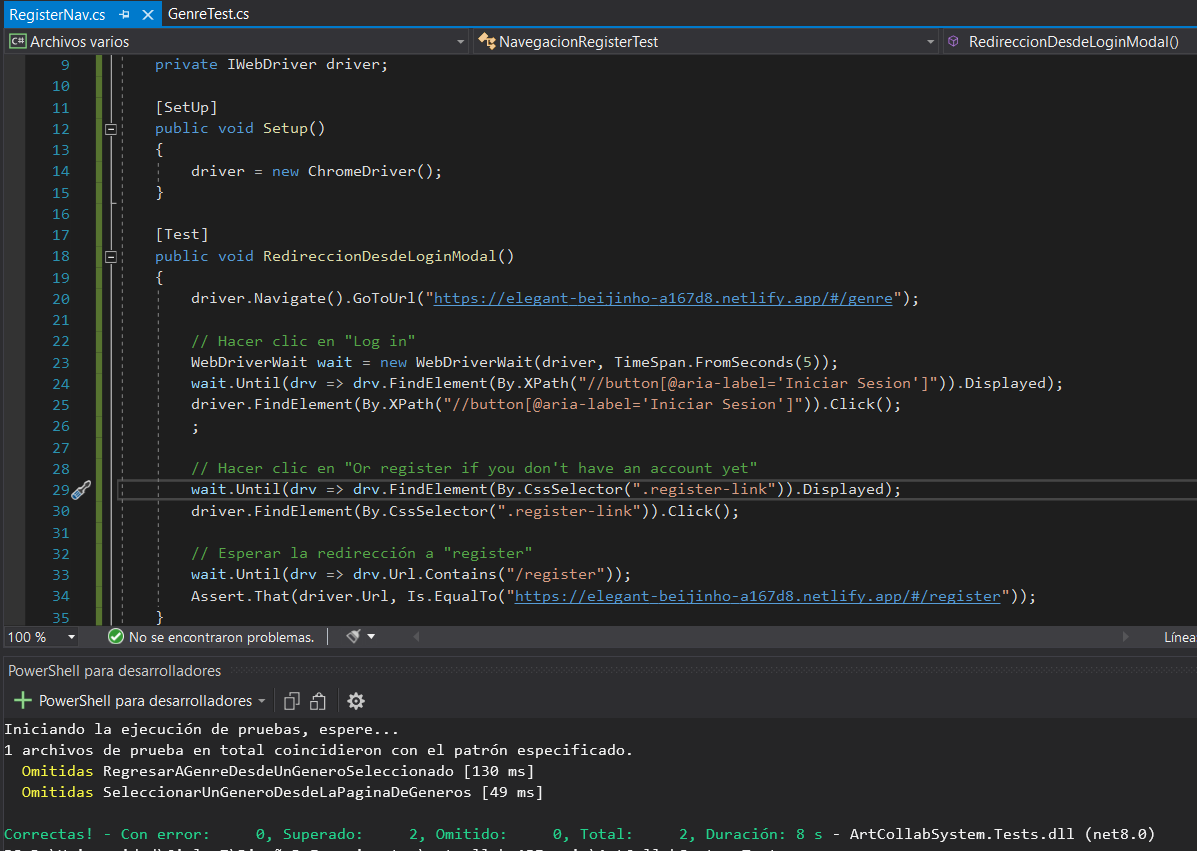 RegisterNav.cs GenreTest.cs
C# Archivos varios NavegacionRegisterTest RedireccionDesdeLoginModal()
9 private IWebDriver driver;
10
11 [SetUp]
12 public void Setup()
13 {
14 driver = new ChromeDriver();
15 }
16
17 [Test]
18 public void RedireccionDesdeLoginModal()
19 {
20 driver.Navigate().GoToUrl("https://elegant-beijinho-a167d8.netlify.app/#/genre");
21
22 // Hacer clic en "Log in"
23 WebDriverWait wait = new WebDriverWait(driver, TimeSpan.FromSeconds(5));
24 wait.Until(drv => drv.FindElement(By.XPath("//button[@aria-label='Iniciar Sesion']")).Displayed);
25 driver.FindElement(By.XPath("//button[@aria-label='Iniciar Sesion']")).Click();
26 ;
27
28 // Hacer clic en "Or register if you don't have an account yet"
29 wait.Until(drv => drv.FindElement(By.CssSelector(".register-link")).Displayed);
30 driver.FindElement(By.CssSelector(".register-link")).Click();
31
32 // Esperar la redirección a "register"
33 wait.Until(drv => drv.Url.Contains("/register"));
34 Assert.That(driver.Url, Is.EqualTo("https://elegant-beijinho-a167d8.netlify.app/#/register"));
35 }
100 % No se encontraron problemas. Línea
PowerShell para desarrolladores
PowerShell para desarrolladores
Iniciando la ejecución de pruebas, espere...
1 archivos de prueba en total coincidieron con el patrón especificado.
Omitidas RegresarAGenreDesdeUnGeneroSeleccionado [130 ms]
Omitidas SeleccionarUnGeneroDesdeLaPaginaDeGeneros [49 ms]
Correctas! - Con error: 0, Superado: 2, Omitido: 0, Total: 2, Duración: 8 s - ArtCollabSystem.Tests.dll (net8.0)